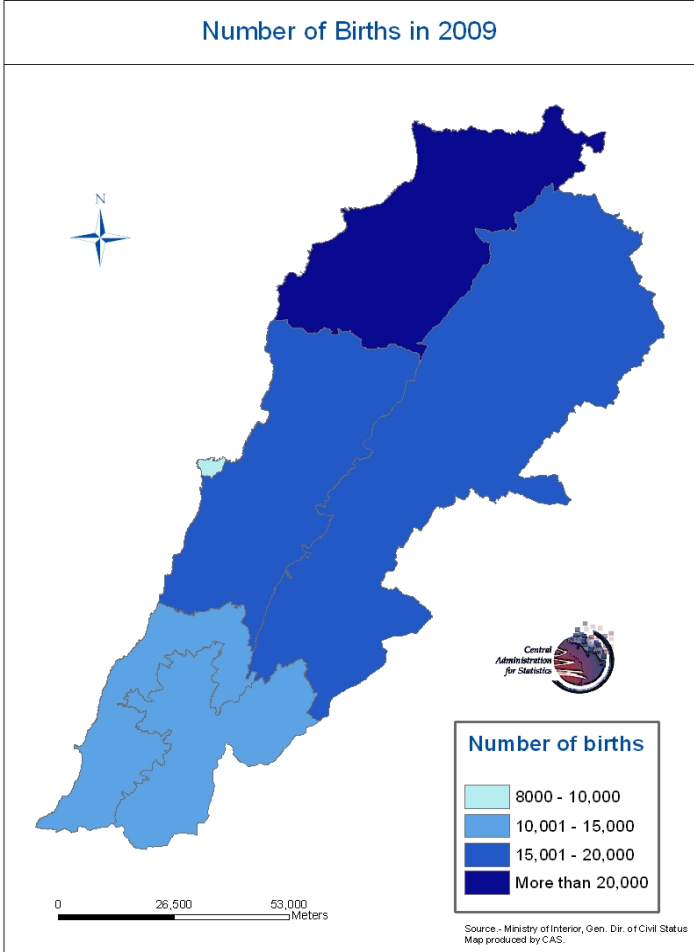 Number of Births in 2009
N
Central
Administration
for Statistics
Number of births
8000 - 10,000
10,001 - 15,000
15,001 - 20,000
More than 20,000
0 26,500 53,000
Meters
Source.- Ministry of Interior, Gen. Dir. of Civil Status
Map produced by CAS.